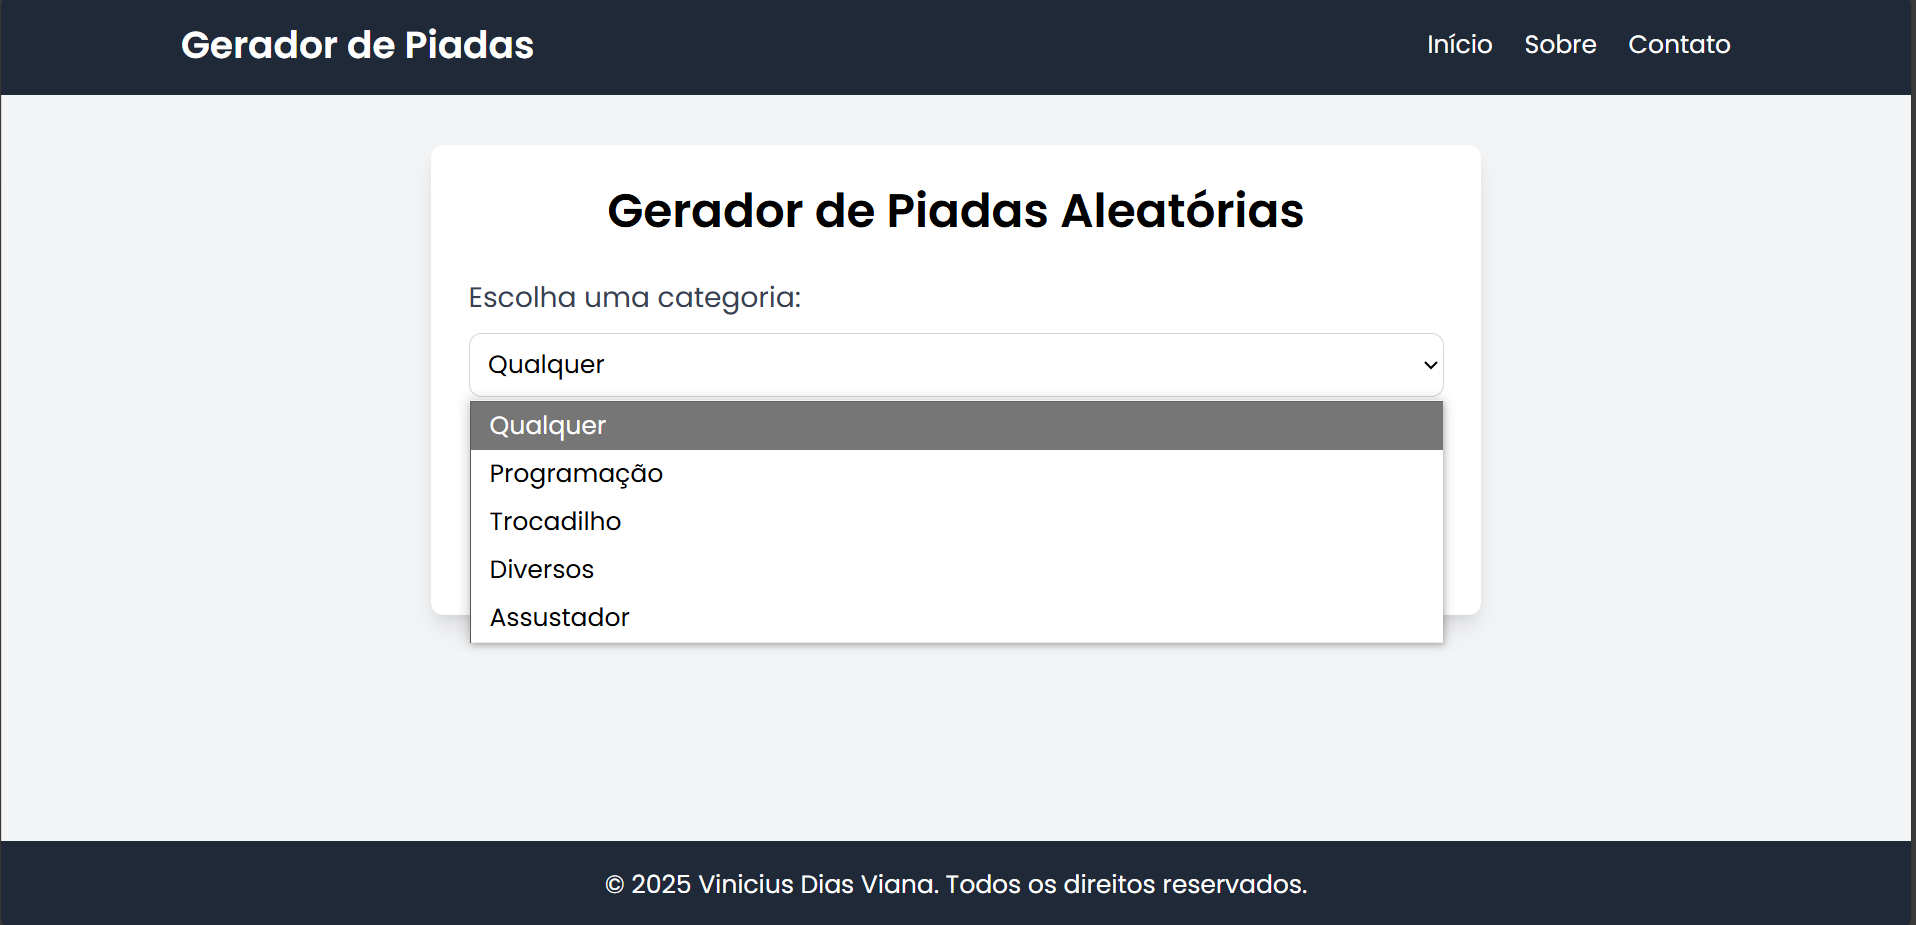 Gerador de Piadas
Início Sobre Contato
Gerador de Piadas Aleatórias
Escolha uma categoria:
Qualquer
Qualquer
Programação
Trocadilho
Diversos
Assustador
© 2025 Vinicius Dias Viana. Todos os direitos reservados.